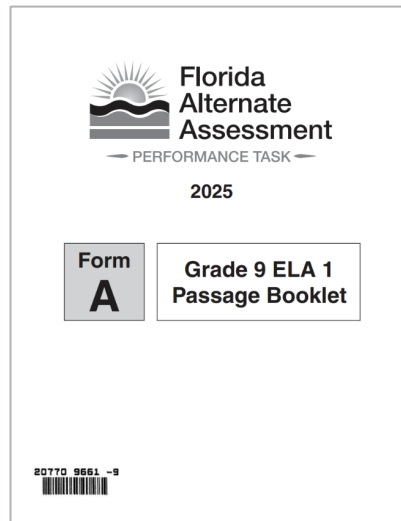 Florida
Alternate
Assessment
PERFORMANCE TASK
2025
Form
A
Grade 9 ELA 1
Passage Booklet
20770 9661 -9